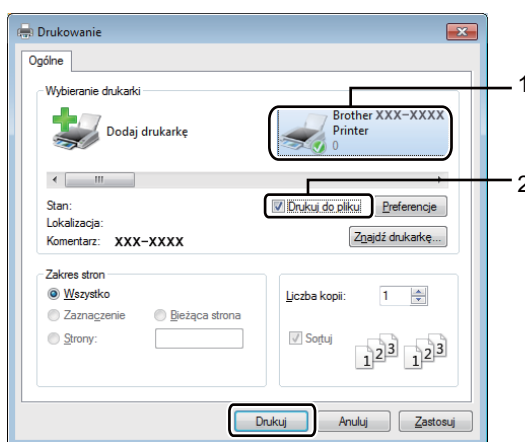 Drukowanie
Ogólne
Wybieranie drukarki
Dodaj drukarkę
Brother XXX-XXXX
Printer
0
1
Stan:
Drukuj do pliku
Preferencje
2
Lokalizacja:
Komentarz: XXX-XXXX
Znajdź drukarkę...
Zakres stron
Wszystko
Zaznaczenie
Bieżąca strona
Strony:
Liczba kopii: 1
Sortuj
1 2 3 1 2 3
Drukuj
Anuluj
Zastosuj